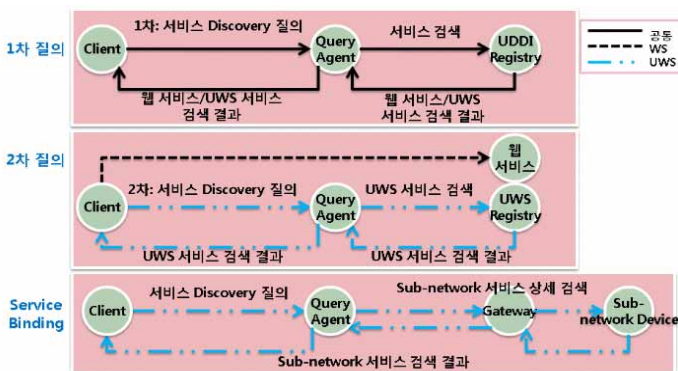 1차 질의
1차: 서비스 Discovery 질의
서비스 검색
Client
Query
Agent
UDDI
Registry
웹 서비스/UWS 서비스
검색 결과
웹 서비스/UWS
서비스 검색 결과
공통
WS
UWS
2차 질의
웹
서비스
2차: 서비스 Discovery 질의
UWS 서비스 검색
Client
Query
Agent
UWS
Registry
UWS 서비스 검색 결과
UWS 서비스 검색 결과
Service
Binding
서비스 Discovery 질의
Sub-network 서비스 상세 검색
Client
Query
Agent
Gateway
Sub-
network Device
Sub-network 서비스 검색 결과